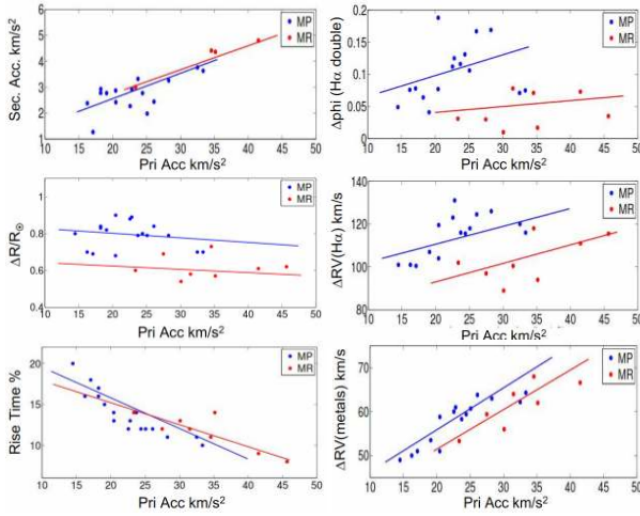 Sec. Acc. km/s²
6
5
4
3
2
1
MP
MR
10 15 20 25 30 35 40 45 50
Pri Acc km/s²
Δphi (Hα double)
0.2
0.15
0.1
0.05
0
MP
MR
10 15 20 25 30 35 40 45 50
Pri Acc km/s²
ΔR/R⊛
1
0.8
0.6
0.4
MP
MR
10 15 20 25 30 35 40 45 50
Pri Acc km/s²
ΔRV(Hα) km/s
140
120
100
80
MP
MR
10 15 20 25 30 35 40 45 50
Pri Acc km/s²
Rise Time %
20
15
10
MP
MR
10 15 20 25 30 35 40 45 50
Pri Acc km/s²
ΔRV(metals) km/s
70
60
50
MP
MR
10 15 20 25 30 35 40 45 50
Pri Acc km/s²